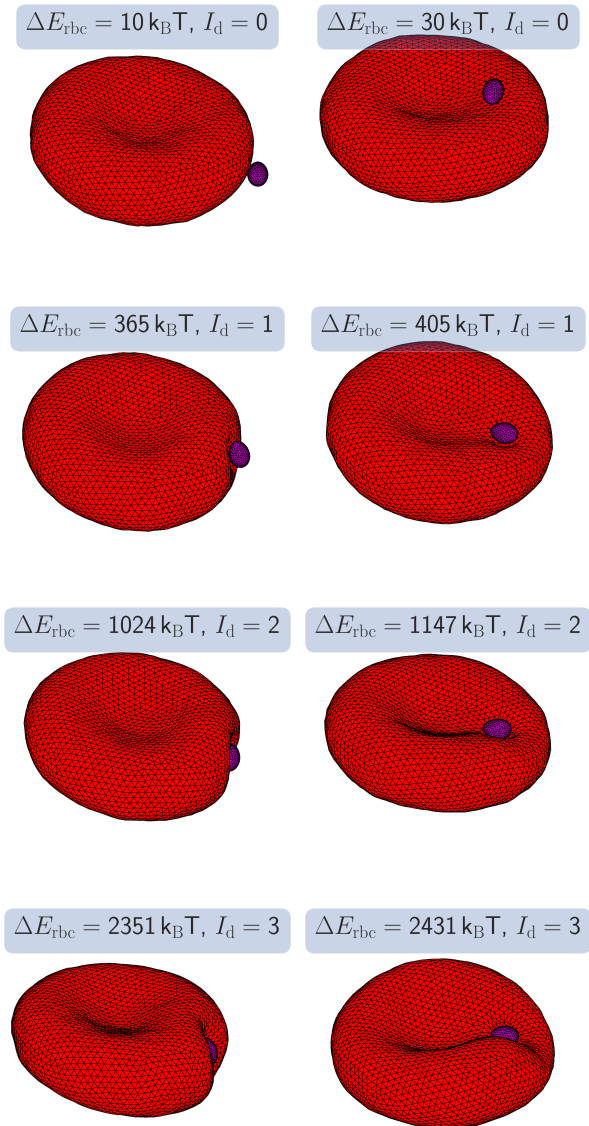 ΔE_rbc = 10 k_BT, I_d = 0
ΔE_rbc = 30 k_BT, I_d = 0
ΔE_rbc = 365 k_BT, I_d = 1
ΔE_rbc = 405 k_BT, I_d = 1
ΔE_rbc = 1024 k_BT, I_d = 2
ΔE_rbc = 1147 k_BT, I_d = 2
ΔE_rbc = 2351 k_BT, I_d = 3
ΔE_rbc = 2431 k_BT, I_d = 3